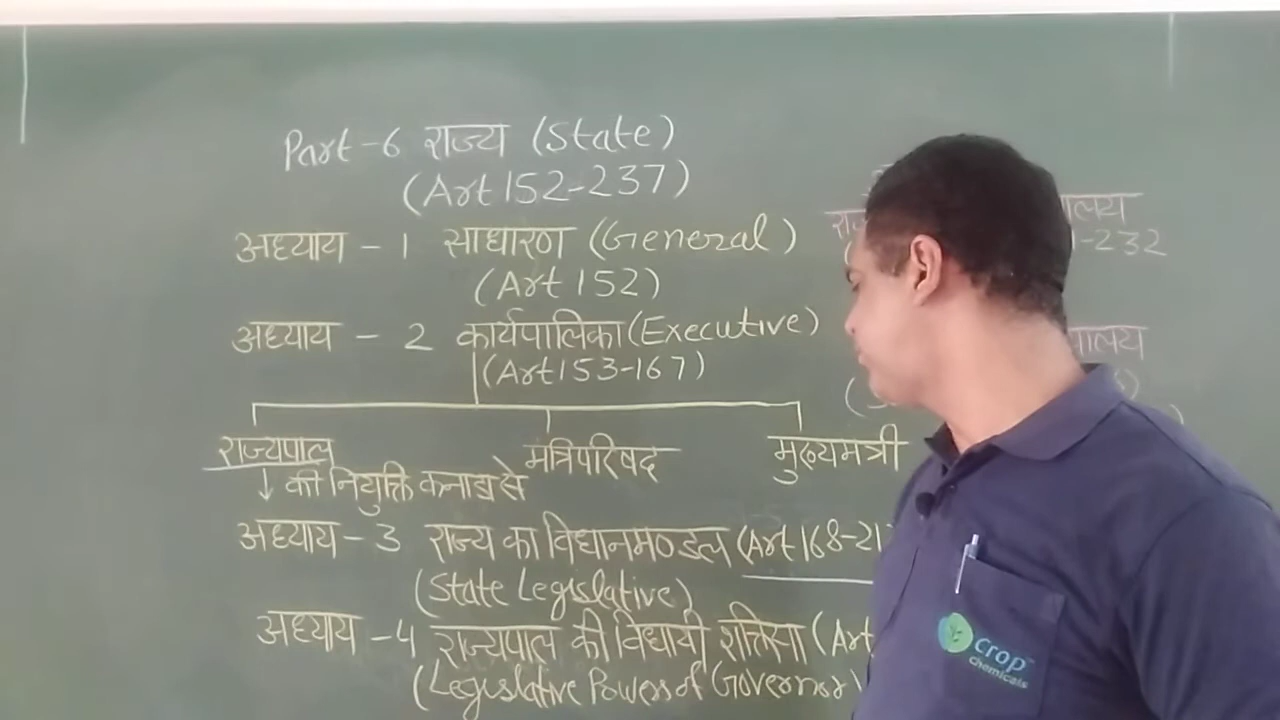 Part-6 राज्य (State)
(Art 152-237)
अध्याय - 1 साधारण (General)
(Art 152)
अध्याय - 2 कार्यपालिका (Executive)
(Art 153-167)
राज्यपाल मंत्रिपरिषद मुख्यमंत्री
की नियुक्ति कनाडा से
अध्याय - 3 राज्य का विधानमण्डल (Art 168-21
(State Legislative)
अध्याय - 4 राज्यपाल की विधायी शक्तिया (Art
(Legislative Powers of Governor)
-232
Crop
chemicals